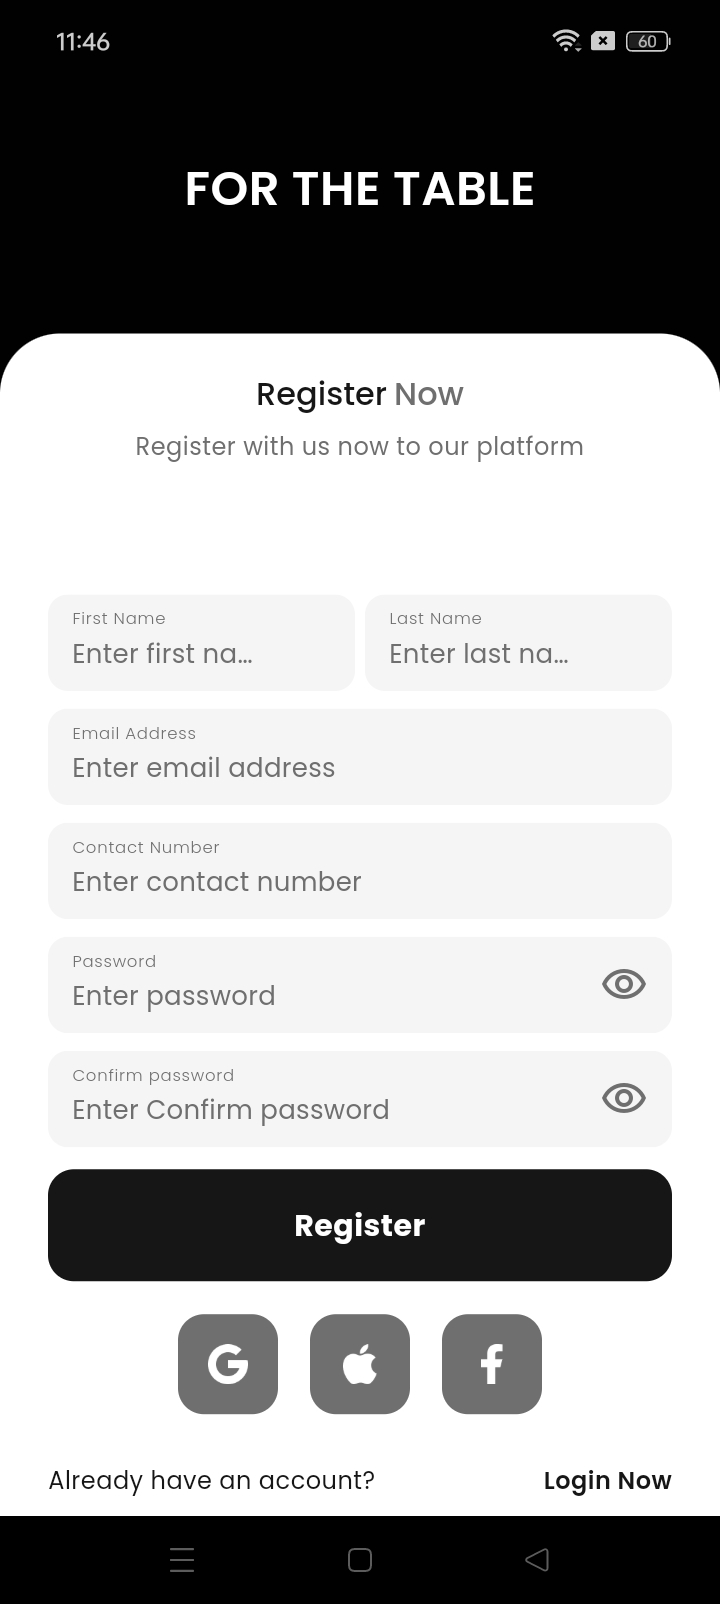 11:46
60
FOR THE TABLE
Register Now
Register with us now to our platform
First Name
Enter first na...
Last Name
Enter last na...
Email Address
Enter email address
Contact Number
Enter contact number
Password
Enter password
Confirm password
Enter Confirm password
Register
Already have an account? Login Now